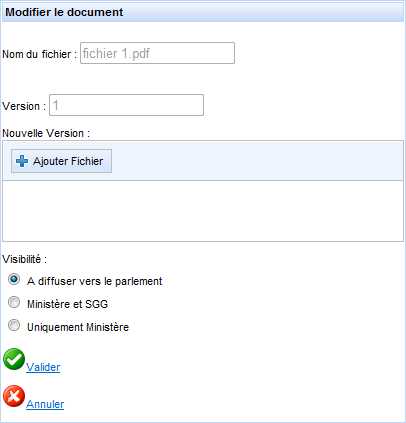 Modifier le document
Nom du fichier : fichier 1.pdf
Version : 1
Nouvelle Version :
Ajouter Fichier
Visibilité :
A diffuser vers le parlement
Ministère et SGG
Uniquement Ministère
Valider
Annuler